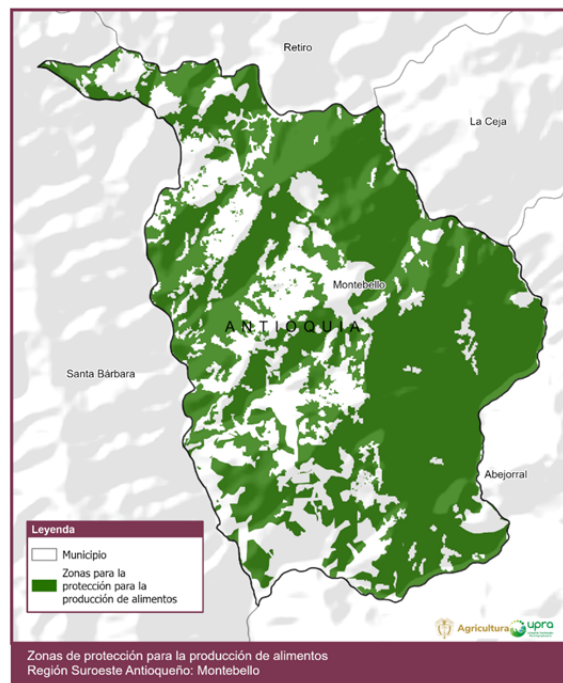 Retiro
La Ceja
Montebello
ANTIOQUIA
Santa Bárbara
Abejorral
Leyenda
Municipio
Zonas para la
protección para la
producción de alimentos
Agricultura
upra
Zonas de protección para la producción de alimentos
Región Suroeste Antioqueño: Montebello